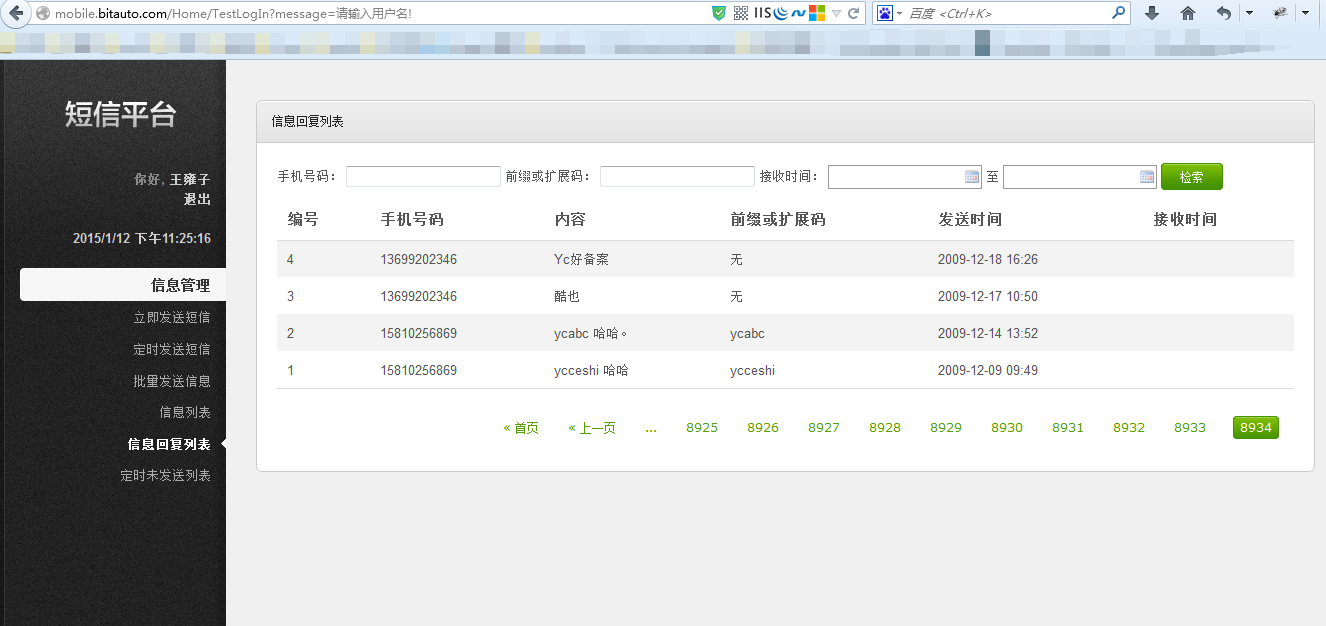 mobile.bitauto.com/Home/TestLogIn?message=请输入用户名!
IIS
百度 <Ctrl+K>
短信平台
你好, 王雍子
退出
2015/1/12 下午11:25:16
信息管理
立即发送短信
定时发送短信
批量发送信息
信息列表
信息回复列表
定时未发送列表
信息回复列表
手机号码： 前缀或扩展码： 接收时间： 至 检索
编号 手机号码 内容 前缀或扩展码 发送时间 接收时间
4 13699202346 Yc好备案 无 2009-12-18 16:26
3 13699202346 酷也 无 2009-12-17 10:50
2 15810256869 ycabc 哈哈。 ycabc 2009-12-14 13:52
1 15810256869 ycceshi 哈哈 ycceshi 2009-12-09 09:49
« 首页 « 上一页 ... 8925 8926 8927 8928 8929 8930 8931 8932 8933 8934